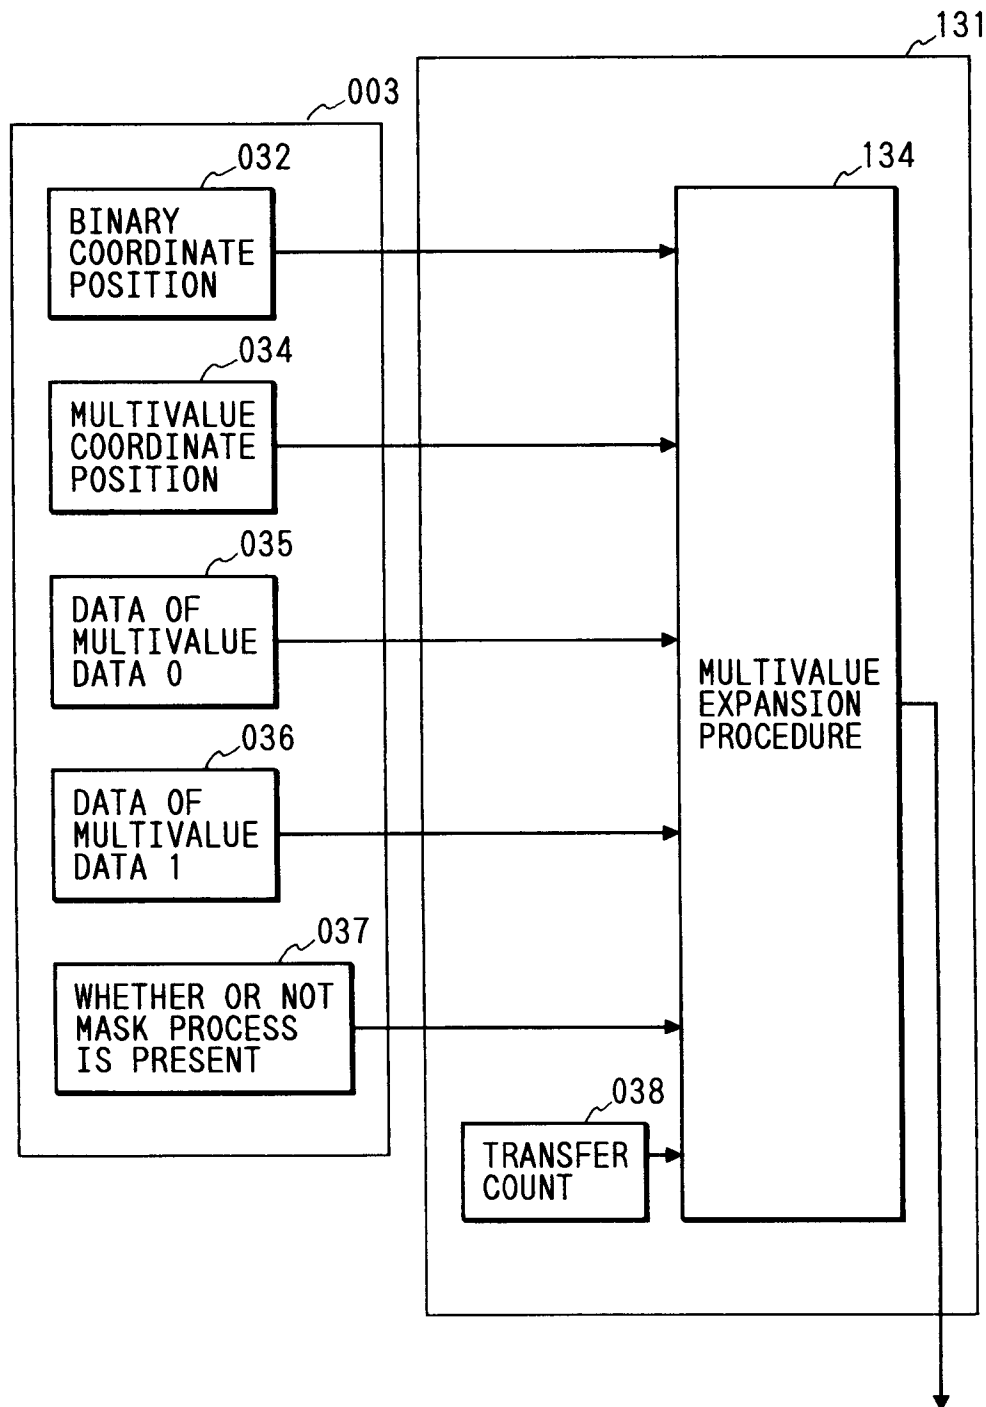 131
003
032
BINARY
COORDINATE
POSITION
134
034
MULTIVALUE
COORDINATE
POSITION
035
DATA OF
MULTIVALUE
DATA 0
MULTIVALUE
EXPANSION
PROCEDURE
036
DATA OF
MULTIVALUE
DATA 1
037
WHETHER OR NOT
MASK PROCESS
IS PRESENT
038
TRANSFER
COUNT